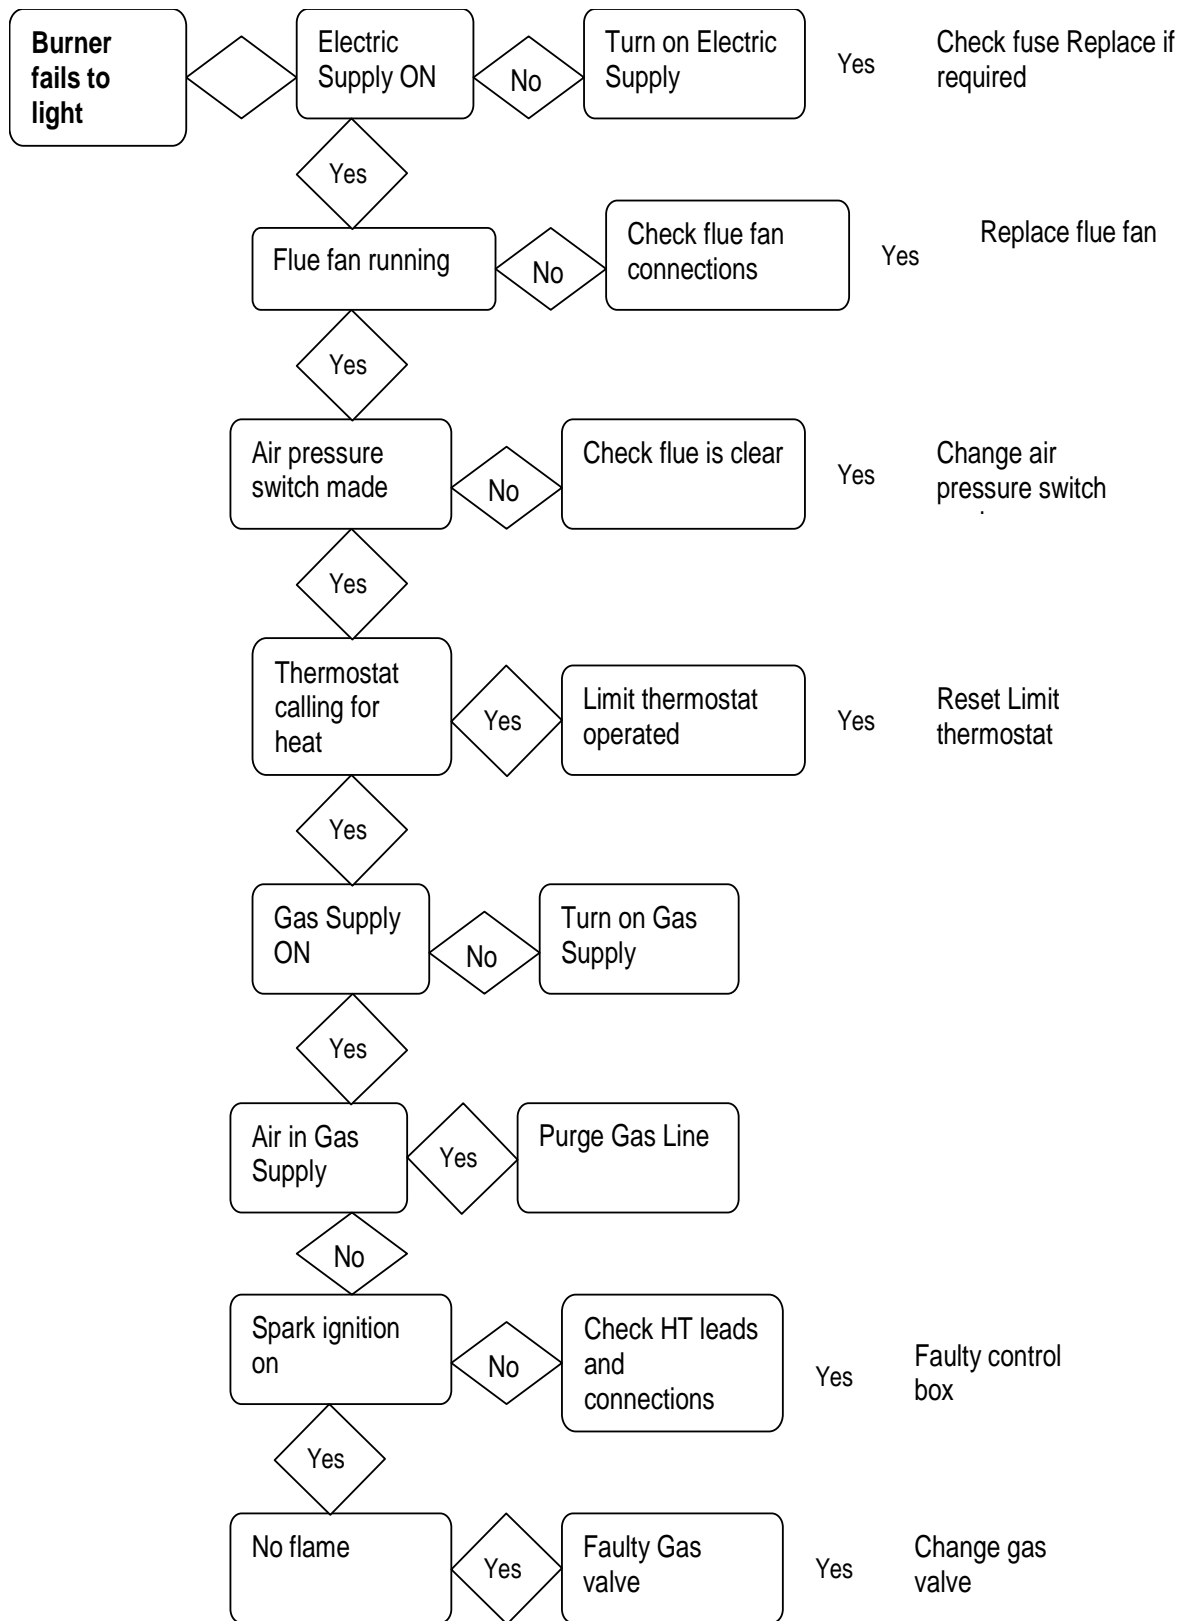 Burner
fails to
light
Electric
Supply ON
No
Turn on Electric
Supply
Yes
Check fuse Replace if
required
Yes
Flue fan running
No
Check flue fan
connections
Yes
Replace flue fan
Yes
Air pressure
switch made
No
Check flue is clear
Yes
Change air
pressure switch
Yes
Thermostat
calling for
heat
Yes
Limit thermostat
operated
Yes
Reset Limit
thermostat
Yes
Gas Supply
ON
No
Turn on Gas
Supply
Yes
Air in Gas
Supply
Yes
Purge Gas Line
No
Spark ignition
on
No
Check HT leads
and
connections
Yes
Faulty control
box
Yes
No flame
Yes
Faulty Gas
valve
Yes
Change gas
valve